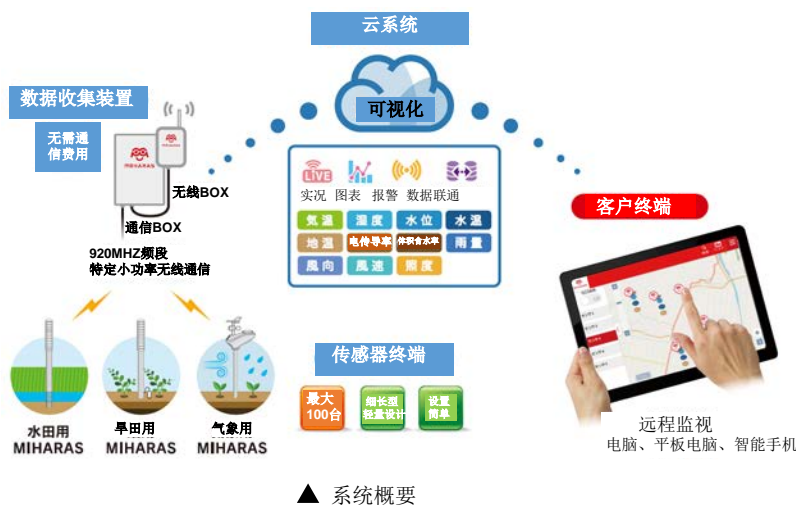 云系统
可视化
数据收集装置
无需通
信费用
MIHARAS
MIHARAS
无线BOX
通信BOX
920MHZ频段
特定小功率无线通信
LIVE
实况 图表 报警 数据联通
気温 湿度 水位 水温
地温 电传导率 体积含水率 雨量
風向 風速 照度
客户终端
传感器终端
最大
100台
细长型
轻量设计
设置
简单
水田用
MIHARAS
旱田用
MIHARAS
气象用
MIHARAS
远程监视
电脑、平板电脑、智能手机
▲ 系统概要